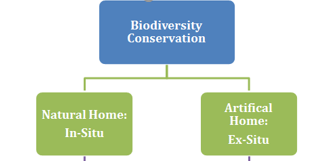 Biodiversity
Conservation
Natural Home:
In-Situ
Artifical
Home:
Ex-Situ